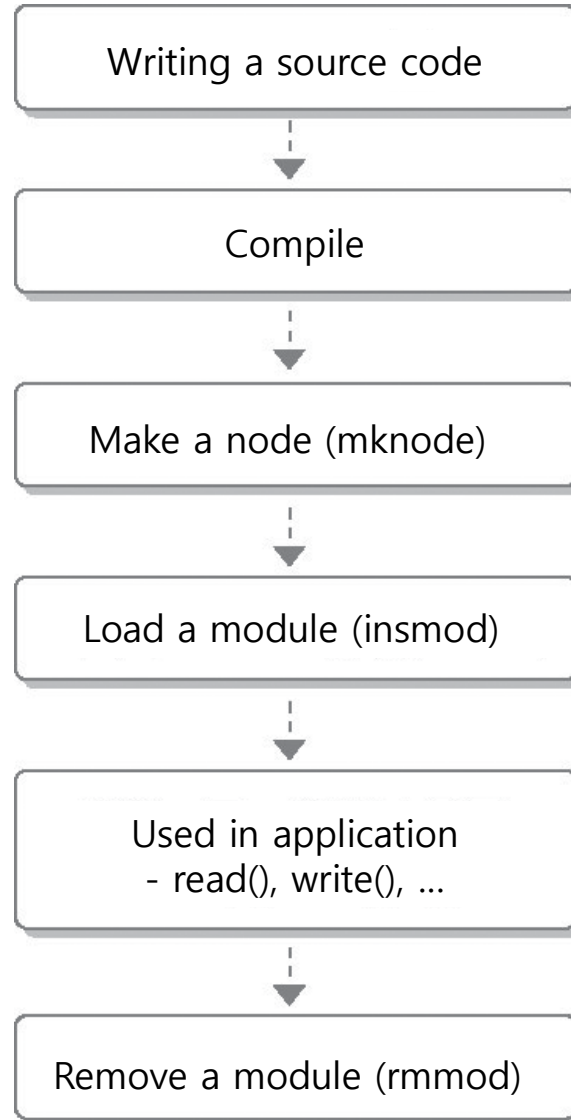 Writing a source code
Compile
Make a node (mknode)
Load a module (insmod)
Used in application
- read(), write(), ...
Remove a module (rmmod)